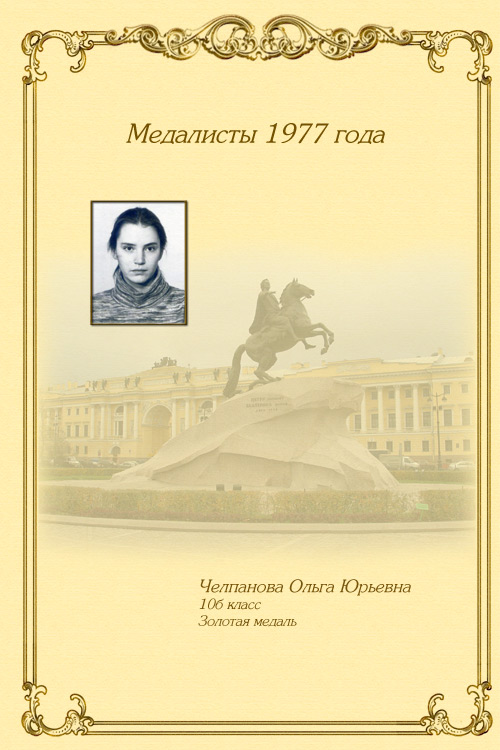 Медалисты 1977 года
Челпанова Ольга Юрьевна
10б класс
Золотая медаль